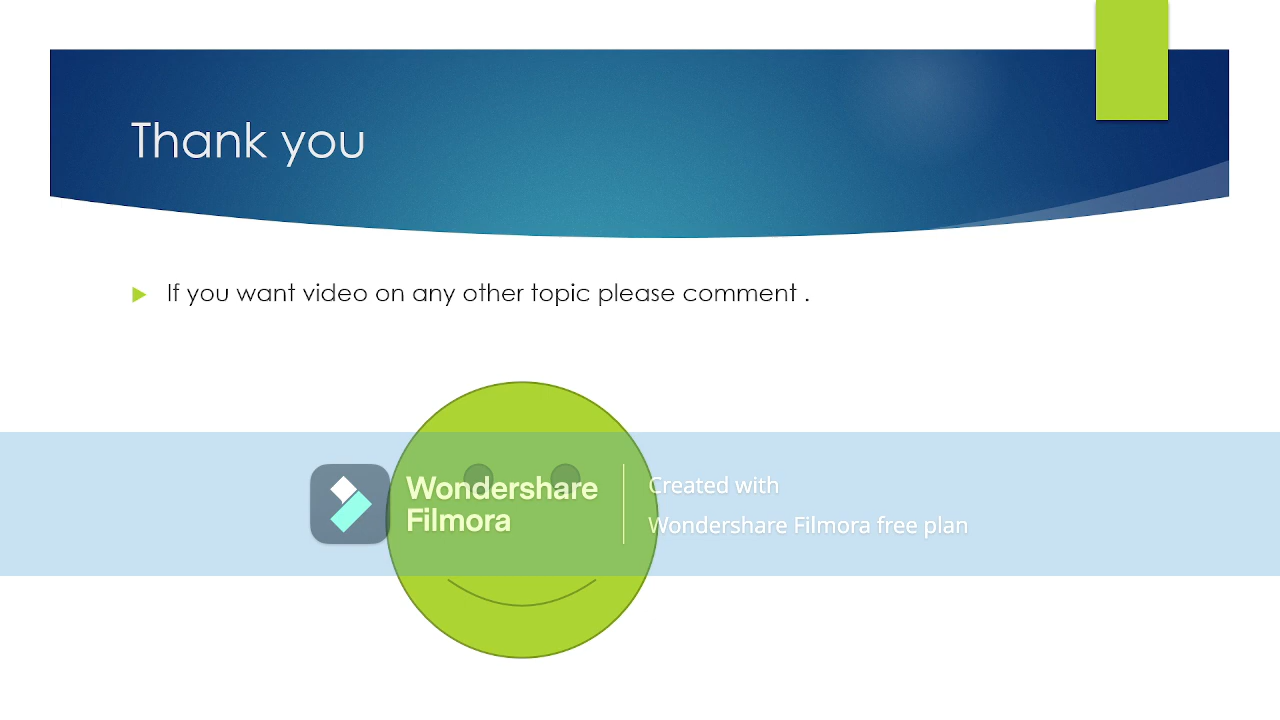 Thank you
If you want video on any other topic please comment .
Wondershare
Filmora
Created with
Wondershare Filmora free plan